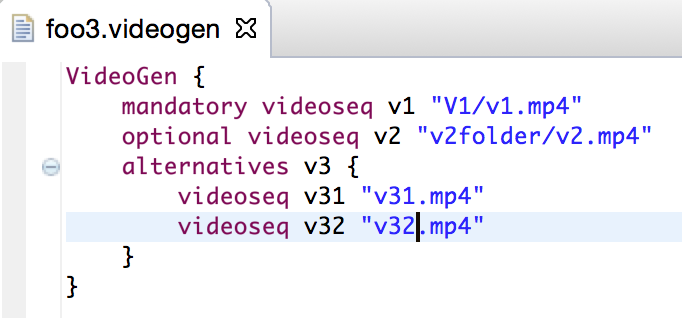 foo3.videogen
VideoGen {
    mandatory videoseq v1 "V1/v1.mp4"
    optional videoseq v2 "v2folder/v2.mp4"
    alternatives v3 {
        videoseq v31 "v31.mp4"
        videoseq v32 "v32.mp4"
    }
}